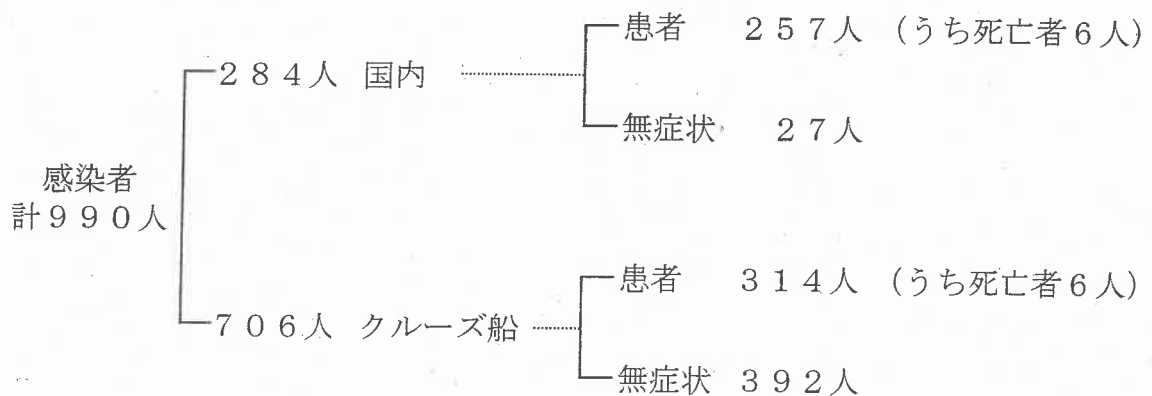 患者　２５７人（うち死亡者６人）
２８４人　国内
無症状　２７人
感染者
計９９０人
患者　３１４人（うち死亡者６人）
７０６人　クルーズ船
無症状　３９２人